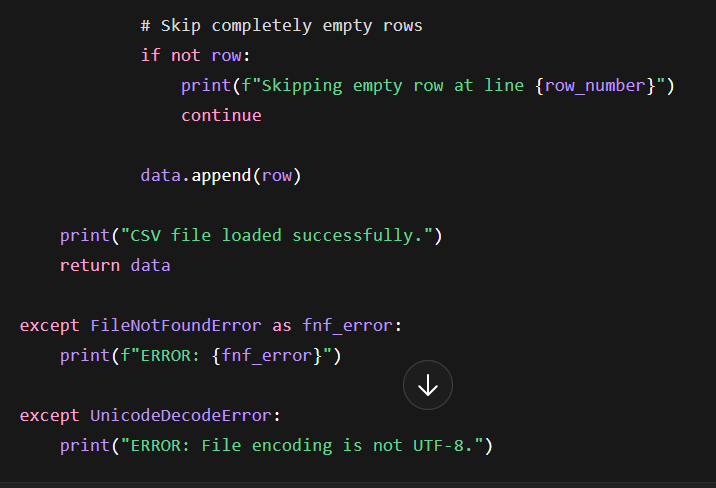 # Skip completely empty rows
if not row:
print(f"Skipping empty row at line {row_number}")
continue
data.append(row)
print("CSV file loaded successfully.")
return data
except FileNotFoundError as fnf_error:
print(f"ERROR: {fnf_error}")
except UnicodeDecodeError:
print("ERROR: File encoding is not UTF-8.")